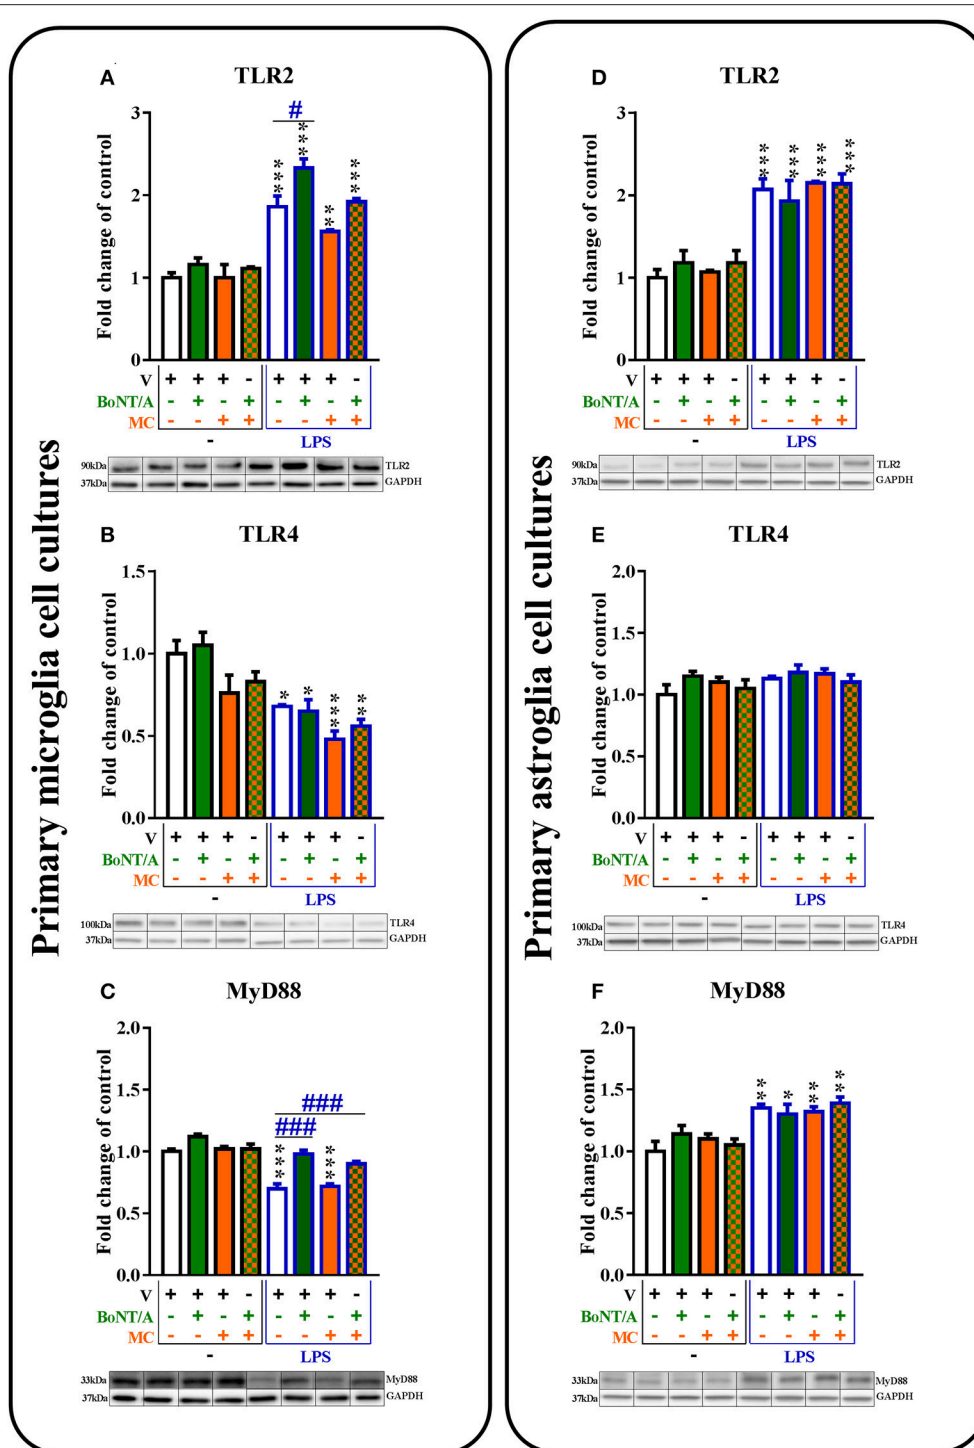 Primary microglia cell cultures
A
TLR2
Fold change of control
3
2
1
0
#
*** *** ** ***
V + + + - + + + -
BoNT/A - + - + - + - +
MC - - + + - - + +
- LPS
90kDa TLR2
37kDa GAPDH
B
TLR4
Fold change of control
1.5
1.0
0.5
0.0
* * *** **
V + + + - + + + -
BoNT/A - + - + - + - +
MC - - + + - - + +
- LPS
100kDa TLR4
37kDa GAPDH
C
MyD88
Fold change of control
2.0
1.5
1.0
0.5
0.0
###
###
*** ***
V + + + - + + + -
BoNT/A - + - + - + - +
MC - - + + - - + +
- LPS
33kDa MyD88
37kDa GAPDH
Primary astroglia cell cultures
D
TLR2
Fold change of control
3
2
1
0
*** *** *** ***
V + + + - + + + -
BoNT/A - + - + - + - +
MC - - + + - - + +
- LPS
90kDa TLR2
37kDa GAPDH
E
TLR4
Fold change of control
2.0
1.5
1.0
0.5
0.0
V + + + - + + + -
BoNT/A - + - + - + - +
MC - - + + - - + +
- LPS
100kDa TLR4
37kDa GAPDH
F
MyD88
Fold change of control
2.0
1.5
1.0
0.5
0.0
** * ** **
V + + + - + + + -
BoNT/A - + - + - + - +
MC - - + + - - + +
- LPS
33kDa MyD88
37kDa GAPDH